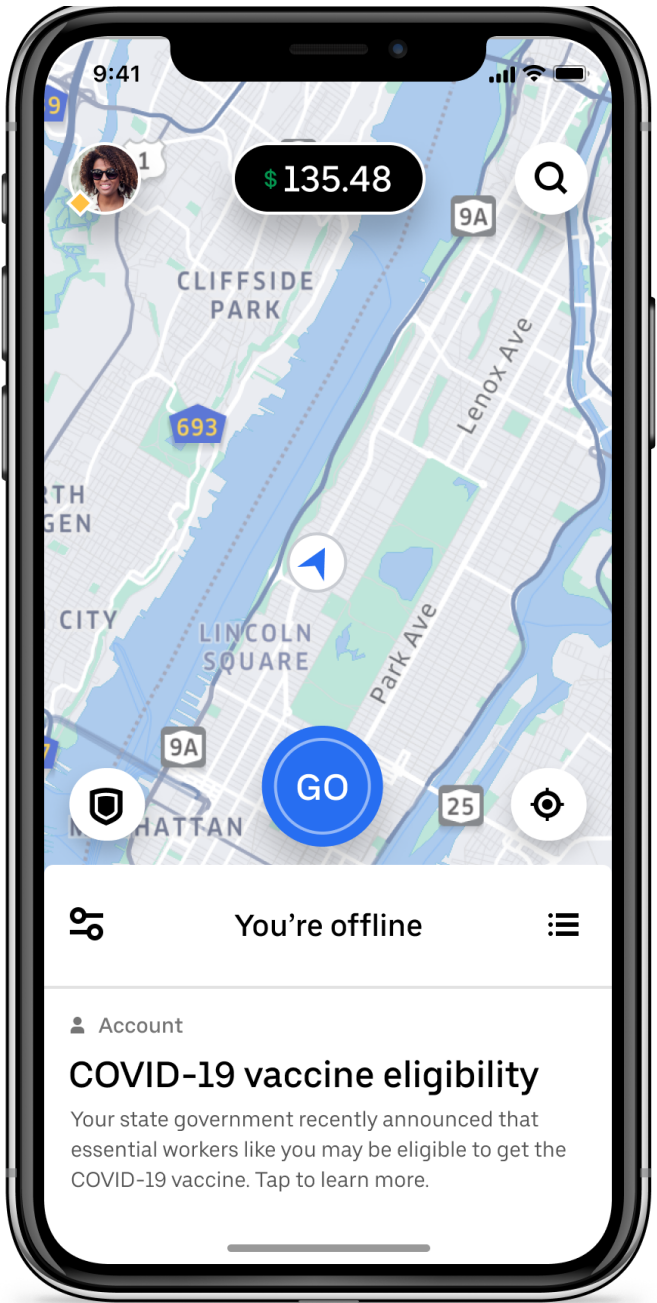 9:41
9
1
$135.48
9A
CLIFFSIDE
PARK
Lenox Ave
693
RTH
GEN
CITY
LINCOLN
SQUARE
Park Ave
9A
7
GO
25
M HATTAN
You’re offline
Account
COVID-19 vaccine eligibility
Your state government recently announced that
essential workers like you may be eligible to get the
COVID-19 vaccine. Tap to learn more.